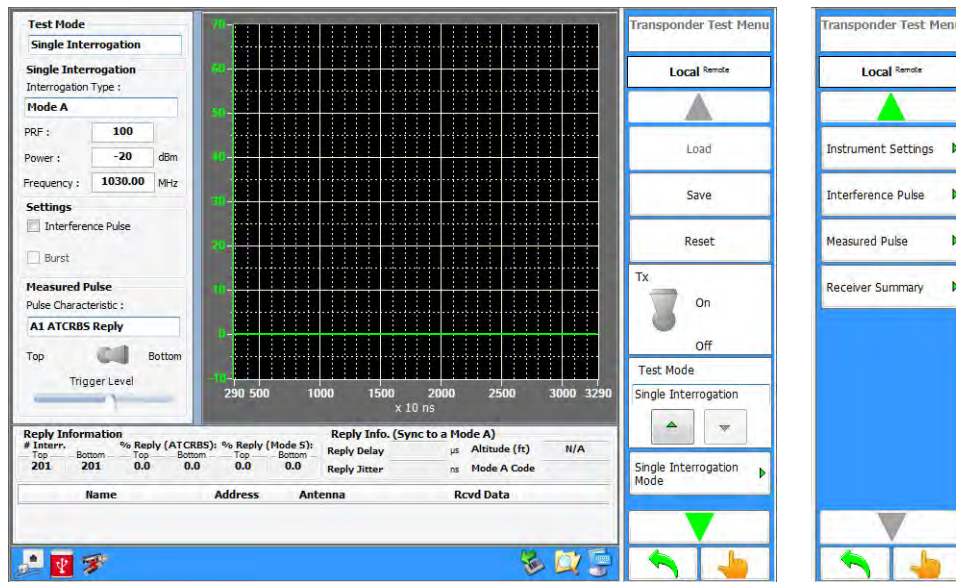 Test Mode
Single Interrogation
Single Interrogation
Interrogation Type :
Mode A
PRF : 100
Power : -20 dBm
Frequency : 1030.00 MHz
Settings
Interference Pulse
Burst
Measured Pulse
Pulse Characteristic :
A1 ATCRBS Reply
Top Bottom
Trigger Level
70
60
50
40
30
20
10
0
-10
290 500 1000 1500 2000 2500 3000 3290
x 10 ns
Reply Information
# Interr. % Reply (ATCRBS): % Reply (Mode S):
Top Bottom Top Bottom Top Bottom
201 201 0.0 0.0 0.0 0.0
Reply Info. (Sync to a Mode A)
Reply Delay µs Altitude (ft) N/A
Reply Jitter ns Mode A Code
Name Address Antenna Rcvd Data
Transponder Test Menu
Local Remote
Load
Save
Reset
Tx
On
Off
Test Mode
Single Interrogation
Single Interrogation
Mode
Transponder Test Menu
Local Remote
Instrument Settings
Interference Pulse
Measured Pulse
Receiver Summary